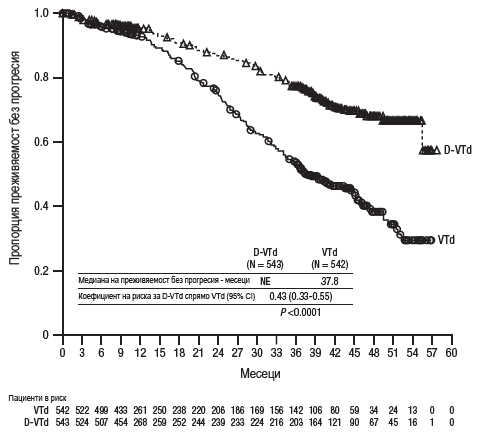 Пропорция преживяемост без прогресия
1.0
0.8
0.6
0.4
0.2
0
D-VTd
VTd
D-VTd VTd
(N = 543) (N = 542)
Медиана на преживяемост без прогресия - месеци NE 37.8
Коефициент на риска за D-VTd спрямо VTd (95% CI) 0.43 (0.33-0.55)
P <0.0001
0 3 6 9 12 15 18 21 24 27 30 33 36 39 42 45 48 51 54 57 60
Месеци
Пациенти в риск
VTd 542 522 499 433 261 250 238 220 206 186 169 156 142 106 80 59 34 24 13 0 0
D-VTd 543 524 507 454 268 259 252 244 239 233 224 216 203 164 121 90 67 45 16 1 0